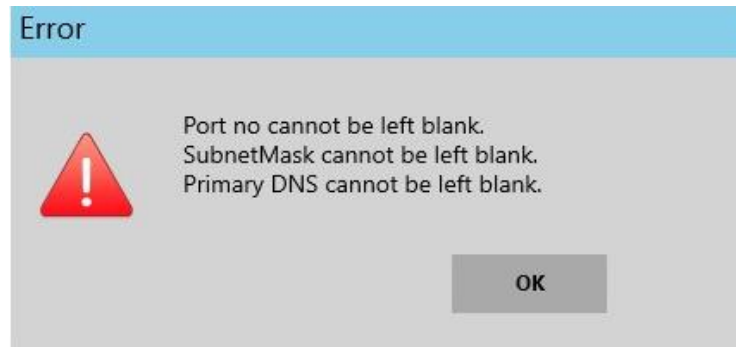 Error
Port no cannot be left blank.
SubnetMask cannot be left blank.
Primary DNS cannot be left blank.
OK